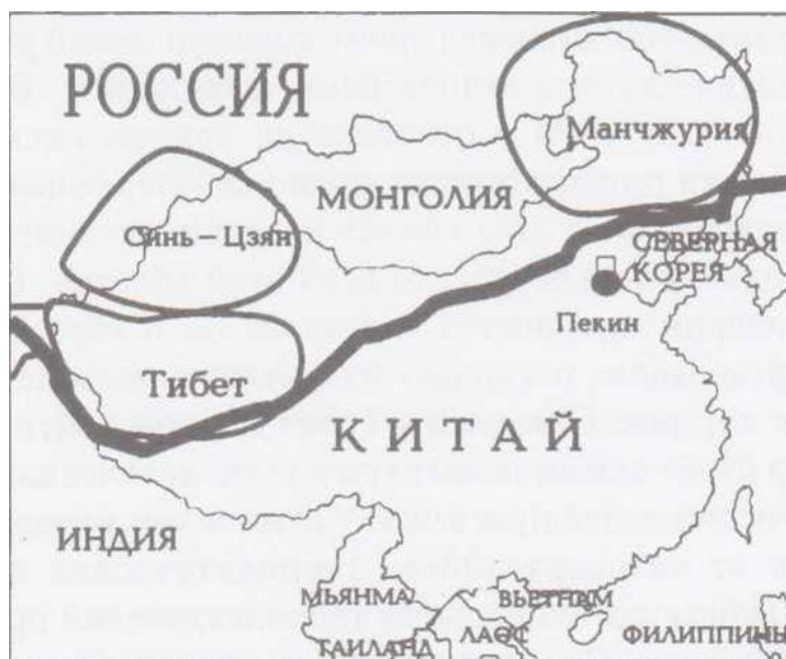 РОССИЯ
Манчжурия
МОНГОЛИЯ
Синь-Цзян
СЕВЕРНАЯ
КОРЕЯ
Пекин
Тибет
КИТАЙ
ИНДИЯ
МЬЯНМА
ВЬЕТНАМ
ТАИЛАНД
ЛАОС
ФИЛИППИНЫ